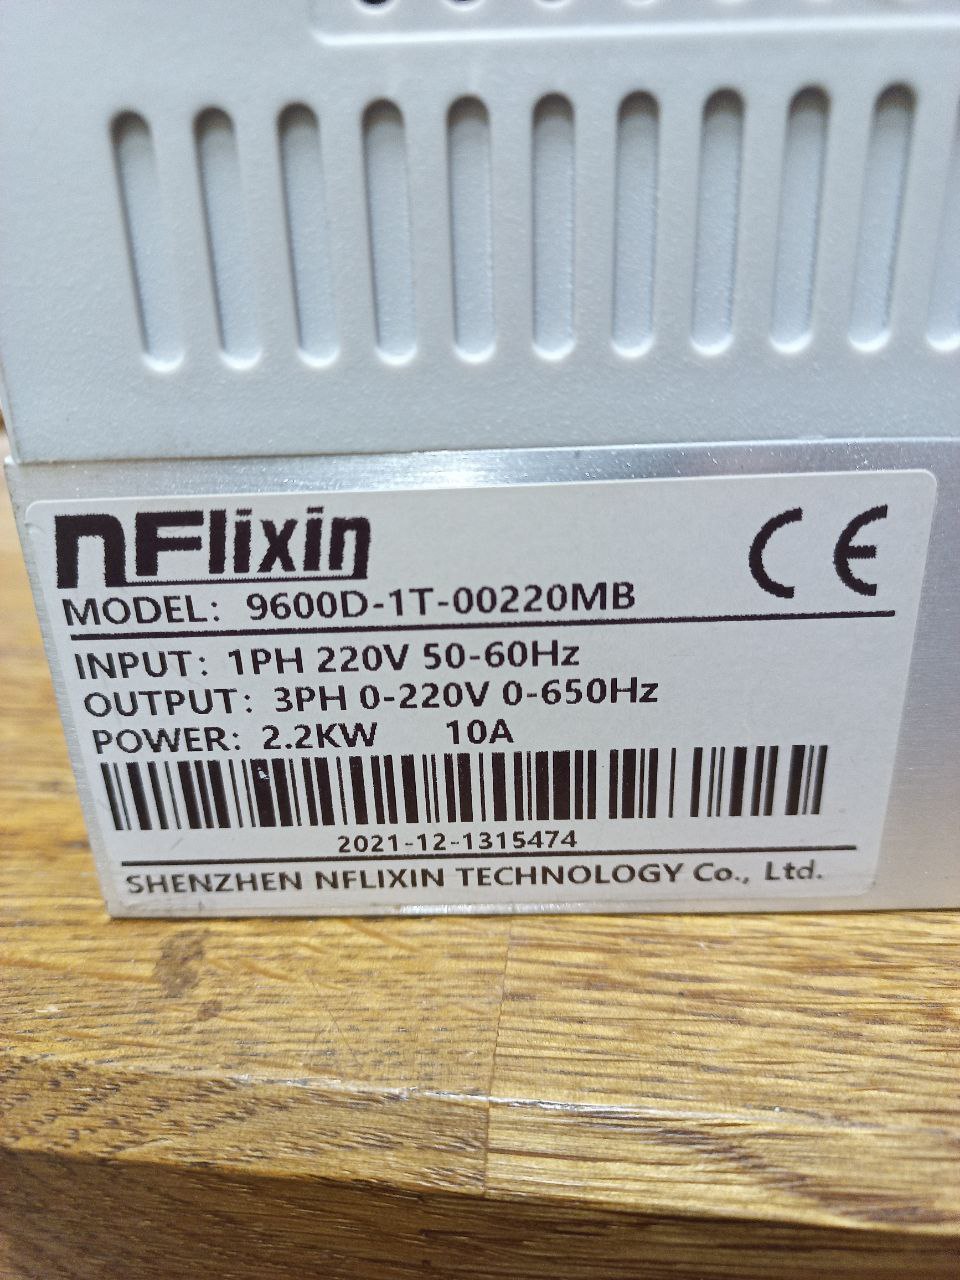 nFlixin
CE
MODEL: 9600D-1T-00220MB
INPUT: 1PH 220V 50-60Hz
OUTPUT: 3PH 0-220V 0-650Hz
POWER: 2.2KW 10A
2021-12-1315474
SHENZHEN NFLIXIN TECHNOLOGY Co., Ltd.